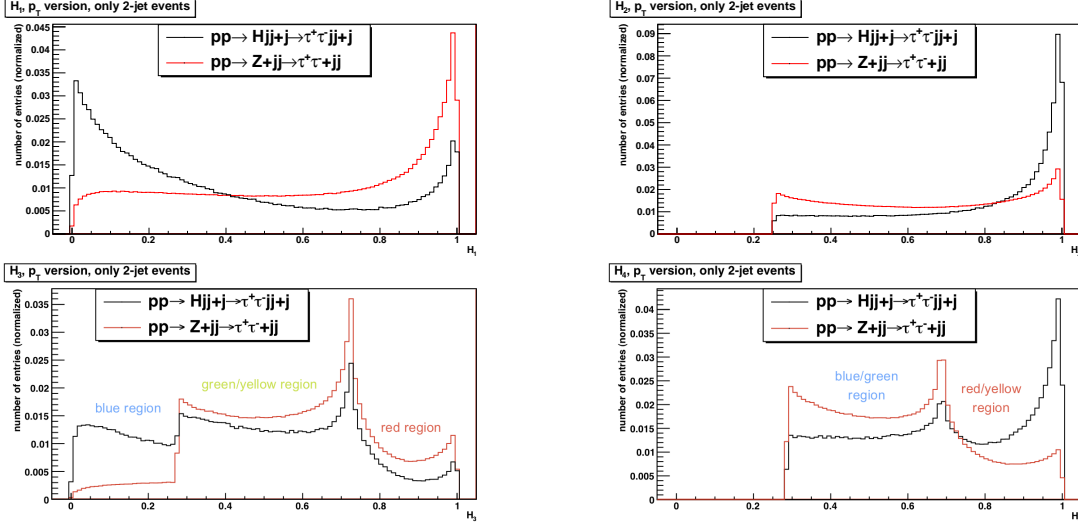 H₁, p_T version, only 2-jet events
number of entries (normalized)
0.045
0.04
0.035
0.03
0.025
0.02
0.015
0.01
0.005
0
0.2
0.4
0.6
0.8
1
H₁
pp→ Hjj+j→τ⁺τ⁻jj+j
pp→ Z+jj→τ⁺τ⁻+jj
H₂, p_T version, only 2-jet events
number of entries (normalized)
0.09
0.08
0.07
0.06
0.05
0.04
0.03
0.02
0.01
0
0.2
0.4
0.6
0.8
1
H
pp→ Hjj+j→τ⁺τ⁻jj+j
pp→ Z+jj→τ⁺τ⁻+jj
H₃, p_T version, only 2-jet events
number of entries (normalized)
0.035
0.03
0.025
0.02
0.015
0.01
0.005
0
0
0.2
0.4
0.6
0.8
1
H₃
pp→ Hjj+j→τ⁺τ⁻jj+j
pp→ Z+jj→τ⁺τ⁻+jj
blue region
green/yellow region
red region
H₄, p_T version, only 2-jet events
number of entries (normalized)
0.04
0.035
0.03
0.025
0.02
0.015
0.01
0.005
0
0
0.2
0.4
0.6
0.8
1
H
pp→ Hjj+j→τ⁺τ⁻jj+j
pp→ Z+jj→τ⁺τ⁻+jj
blue/green
region
red/yellow
region